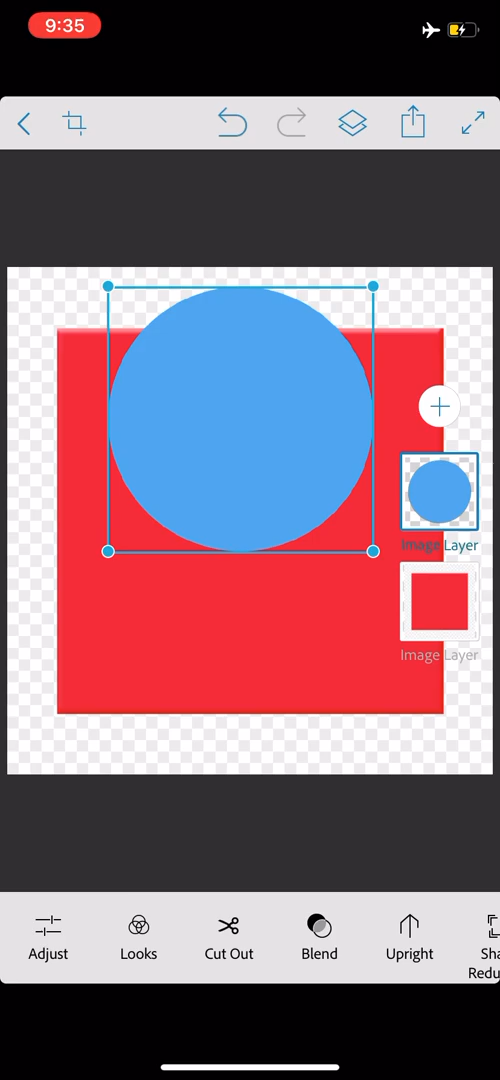 9:35
Image Layer
Image Layer
Adjust
Looks
Cut Out
Blend
Upright
Sha
Redu